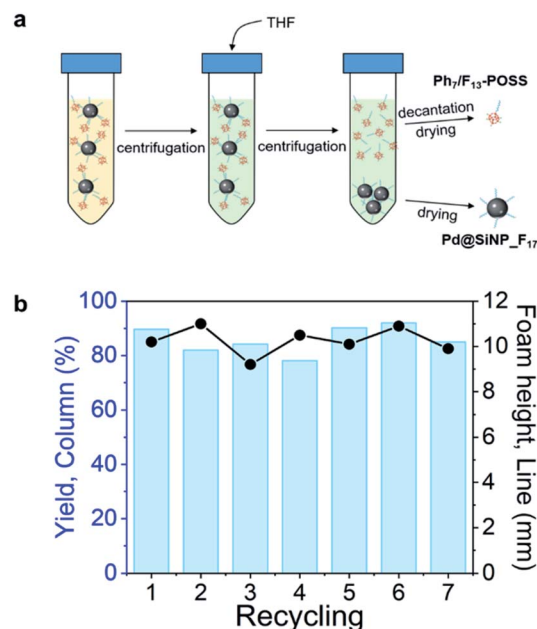 a
THF
Ph₇/F₁₃-POSS
decantation
drying
centrifugation
centrifugation
drying
Pd@SiNP_F₁₇
b
Yield, Column (%)
100
80
60
40
20
0
12
10
8
6
4
2
0
Foam height, Line (mm)
1 2 3 4 5 6 7
Recycling